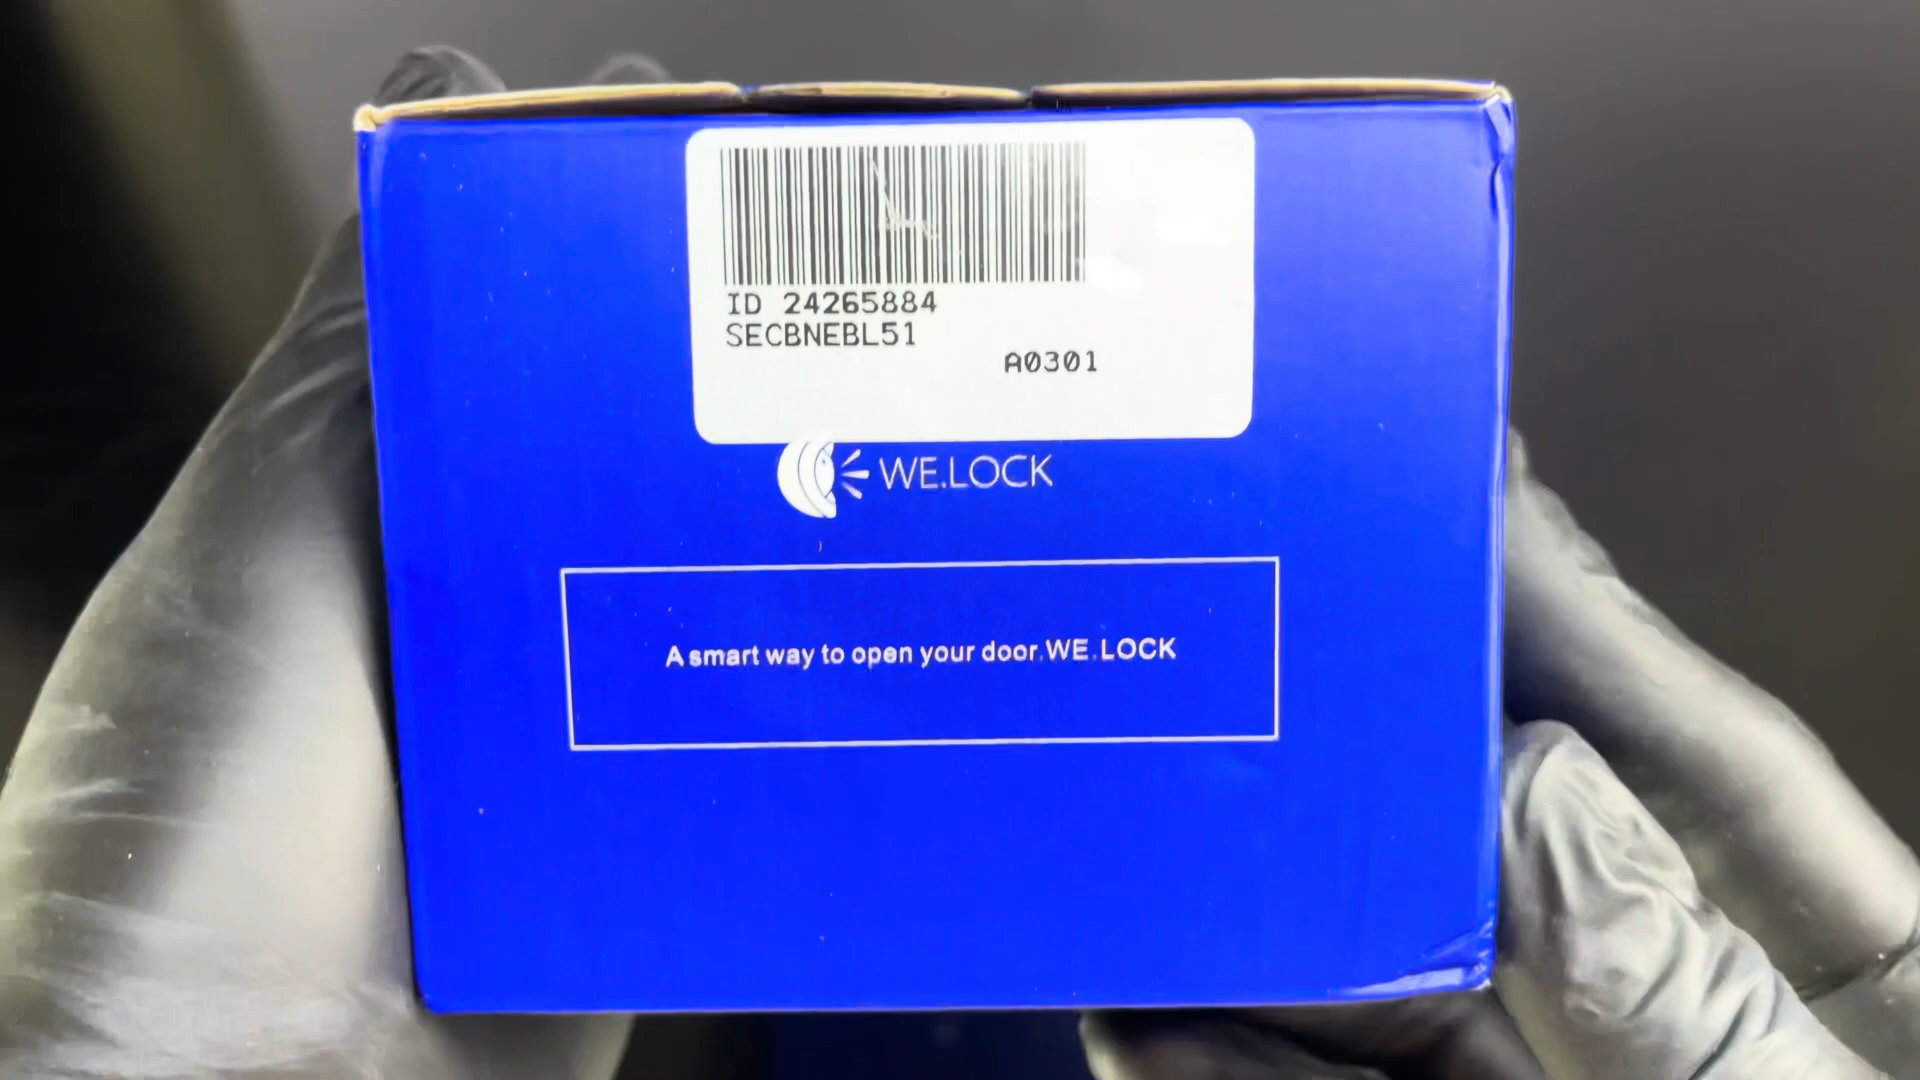 ID 24265884
SECBNEBL51
A0301
WE.LOCK
A smart way to open your door.WE.LOCK